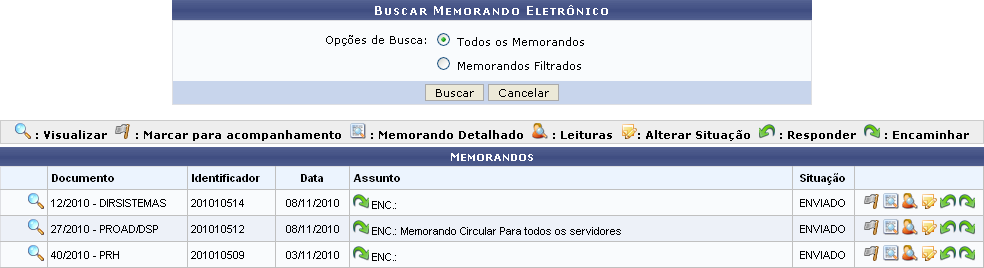 Buscar Memorando Eletrônico
Opções de Busca: Todos os Memorandos
Memorandos Filtrados
Buscar Cancelar
: Visualizar : Marcar para acompanhamento : Memorando Detalhado : Leituras : Alterar Situação : Responder : Encaminhar
Memorandos
Documento Identificador Data Assunto Situação
12/2010 - DIRSISTEMAS 201010514 08/11/2010 ENC.: ENVIADO
27/2010 - PROAD/DSP 201010512 08/11/2010 ENC.: Memorando Circular Para todos os servidores ENVIADO
40/2010 - PRH 201010509 03/11/2010 ENC.: ENVIADO